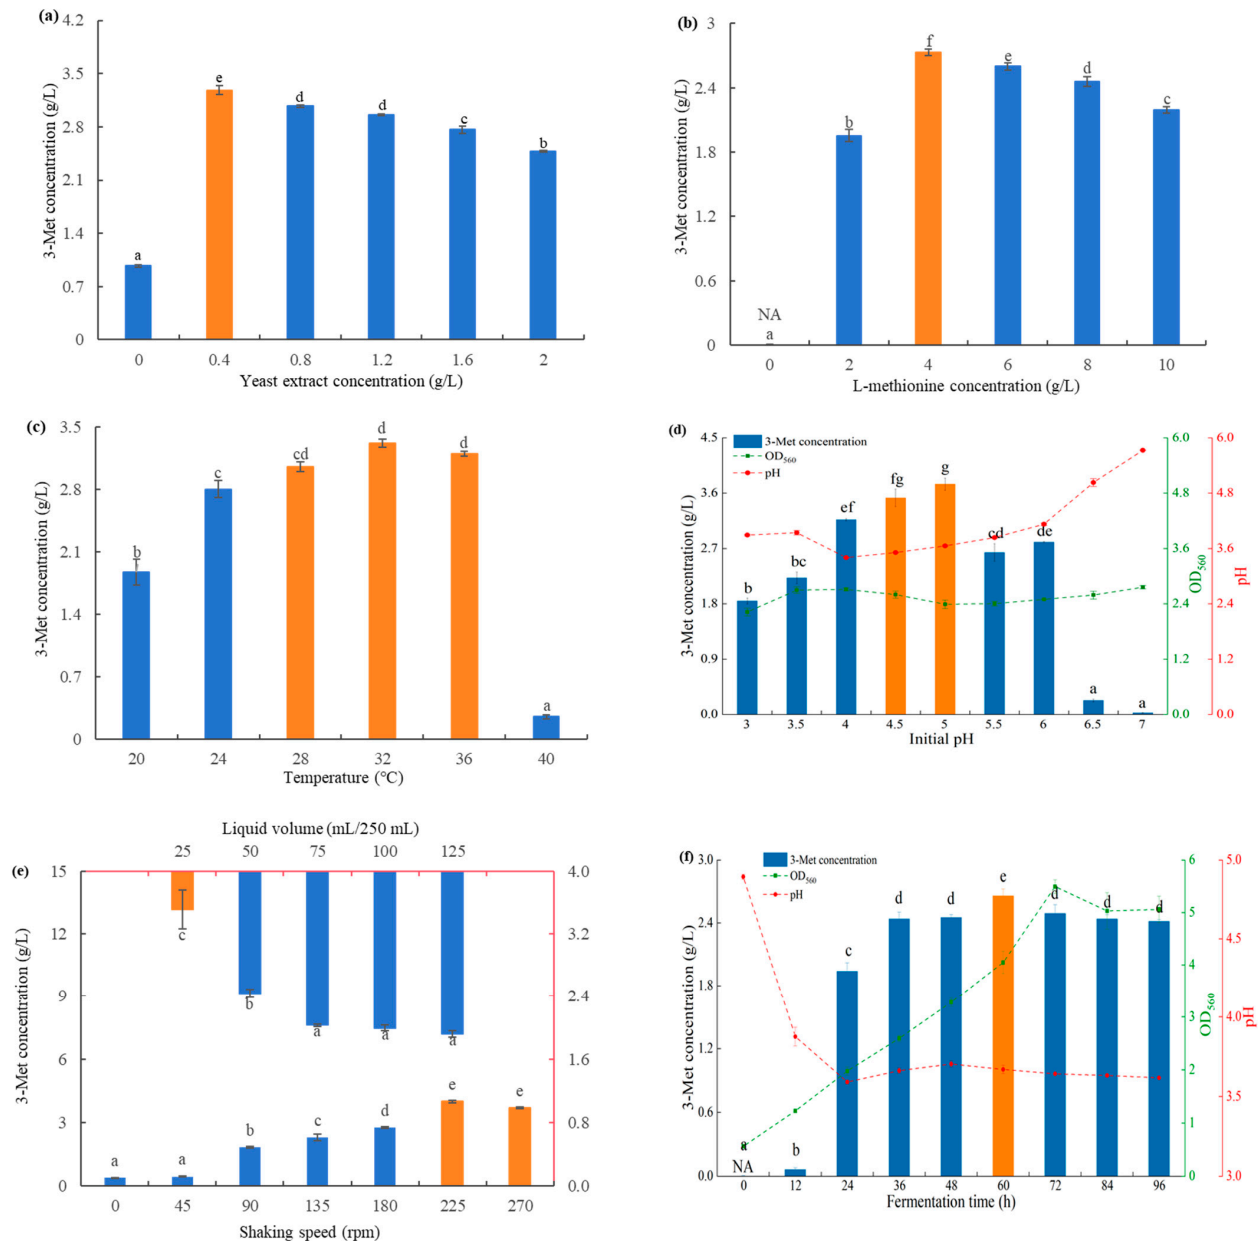 (a)
4.2
3.5
2.8
2.1
1.4
0.7
0
3-Met concentration (g/L)
a
e
d
d
c
b
0 0.4 0.8 1.2 1.6 2
Yeast extract concentration (g/L)
(b)
3
2.4
1.8
1.2
0.6
0
3-Met concentration (g/L)
NA
a
b
f
e
d
c
0 2 4 6 8 10
L-methionine concentration (g/L)
(c)
3.5
2.8
2.1
1.4
0.7
0
3-Met concentration (g/L)
b
c
cd
d
d
a
20 24 28 32 36 40
Temperature (°C)
(d)
4.5
3.6
2.7
1.8
0.9
0.0
3-Met concentration (g/L)
3-Met concentration
OD560
pH
b
bc
ef
fg
g
cd
de
a
a
3 3.5 4 4.5 5 5.5 6 6.5 7
Initial pH
6.0
4.8
3.6
2.4
1.2
0.0
OD560
6.0
4.8
3.6
2.4
1.2
0.0
pH
Liquid volume (mL/250 mL)
25 50 75 100 125
(e)
15
12
9
6
3
0
3-Met concentration (g/L)
4.0
3.2
2.4
1.6
0.8
0.0
c
b
a
a
a
a
a
b
c
d
e
e
0 45 90 135 180 225 270
Shaking speed (rpm)
(f)
3.0
2.4
1.8
1.2
0.6
0.0
3-Met concentration (g/L)
3-Met concentration
OD560
pH
a
NA
b
c
d
d
e
d
d
d
0 12 24 36 48 60 72 84 96
Fermentation time (h)
6
5
4
3
2
1
0
OD560
5.0
4.5
4.0
3.5
3.0
pH